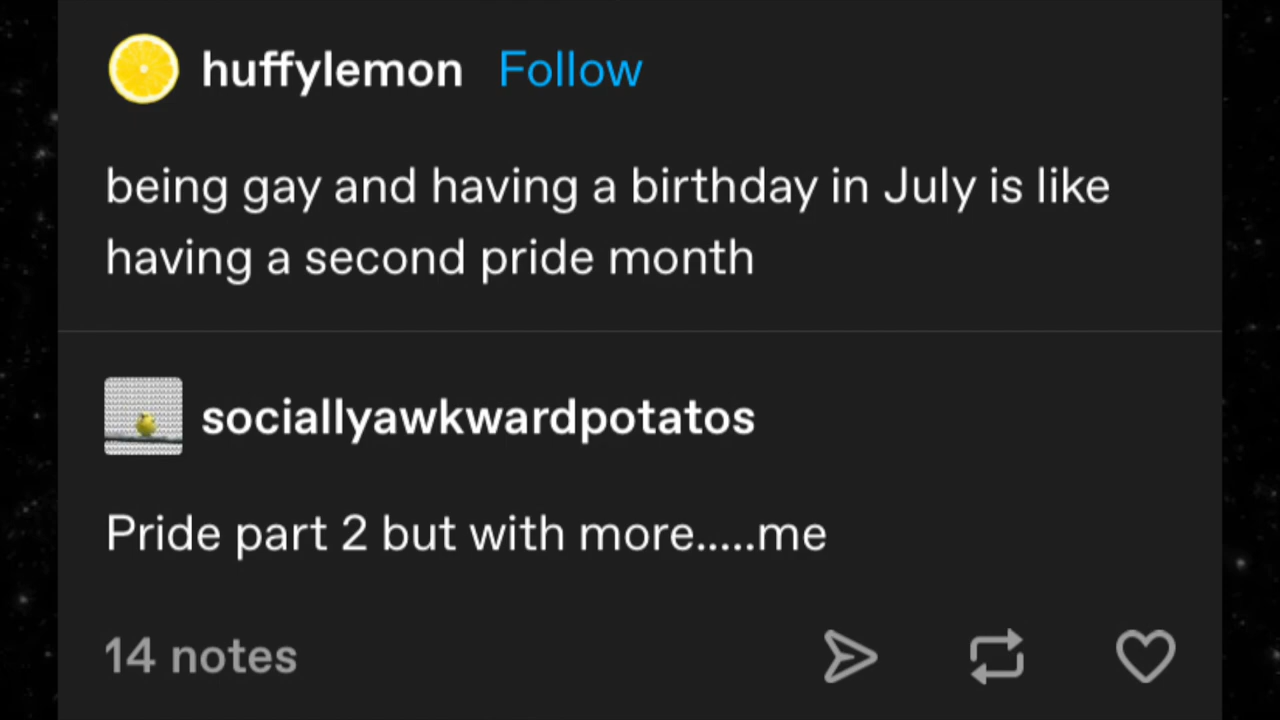 huffylemon Follow
being gay and having a birthday in July is like
having a second pride month
sociallyawkwardpotatos
Pride part 2 but with more.....me
14 notes